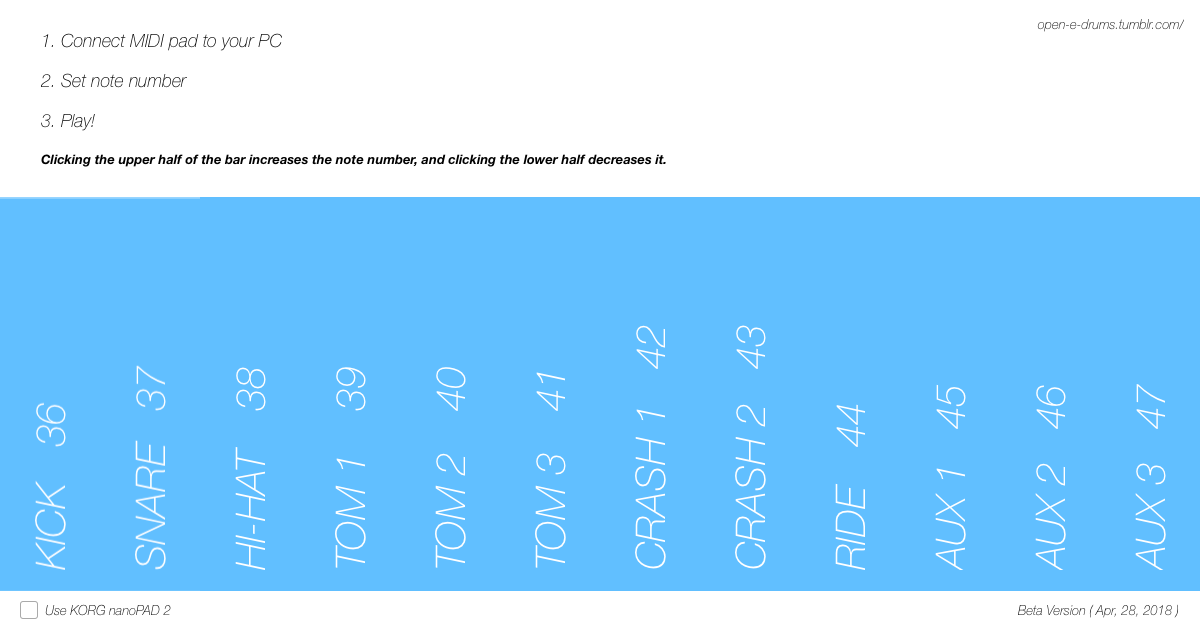 open-e-drums.tumblr.com/
1. Connect MIDI pad to your PC
2. Set note number
3. Play!
Clicking the upper half of the bar increases the note number, and clicking the lower half decreases it.
KICK 36
SNARE 37
HI-HAT 38
TOM 1 39
TOM 2 40
TOM 3 41
CRASH 1 42
CRASH 2 43
RIDE 44
AUX 1 45
AUX 2 46
AUX 3 47
Use KORG nanoPAD 2
Beta Version ( Apr, 28, 2018 )